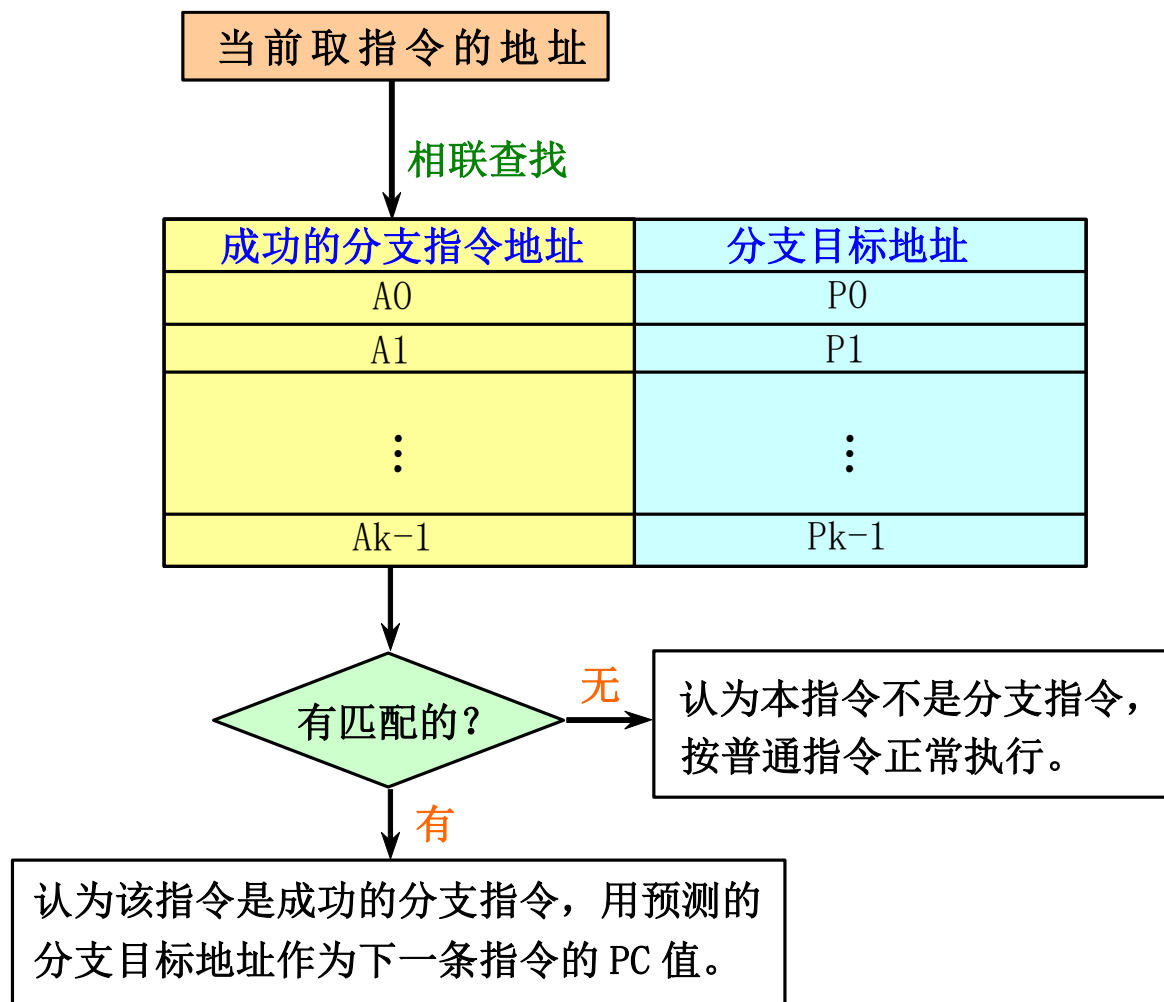 当前取指令的地址
相联查找
成功的分支指令地址 分支目标地址
A0 P0
A1 P1
⋮ ⋮
Ak-1 Pk-1
有匹配的？
无
认为本指令不是分支指令，
按普通指令正常执行。
有
认为该指令是成功的分支指令，用预测的
分支目标地址作为下一条指令的 PC 值。